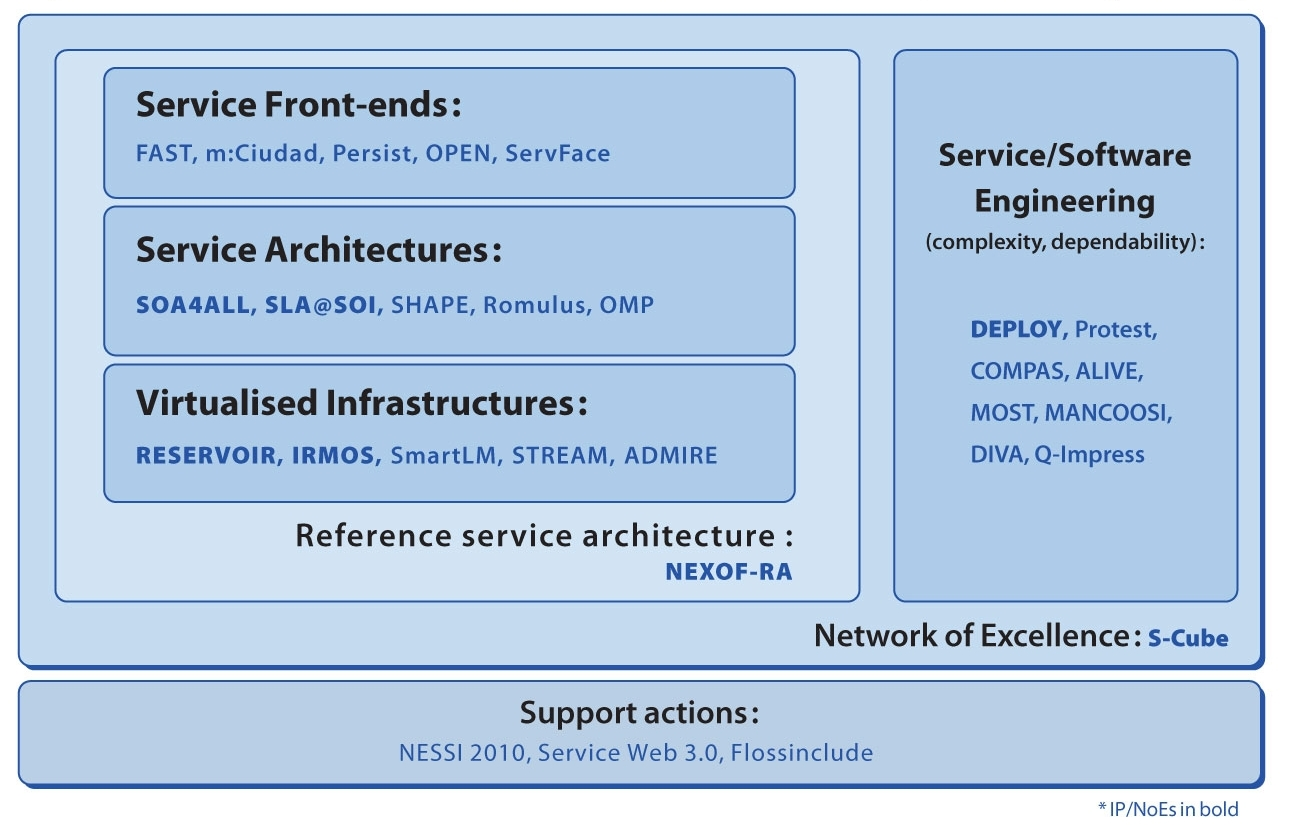 Service Front-ends:
FAST, m:Ciudad, Persist, OPEN, ServFace
Service Architectures:
SOA4ALL, SLA@SOI, SHAPE, Romulus, OMP
Virtualised Infrastructures:
RESERVOIR, IRMOS, SmartLM, STREAM, ADMIRE
Reference service architecture :
NEXOF-RA
Service/Software
Engineering
(complexity, dependability):
DEPLOY, Protest,
COMPAS, ALIVE,
MOST, MANCOOSI,
DIVA, Q-Impress
Network of Excellence: S-Cube
Support actions:
NESSI 2010, Service Web 3.0, Flossinclude
* IP/NoEs in bold